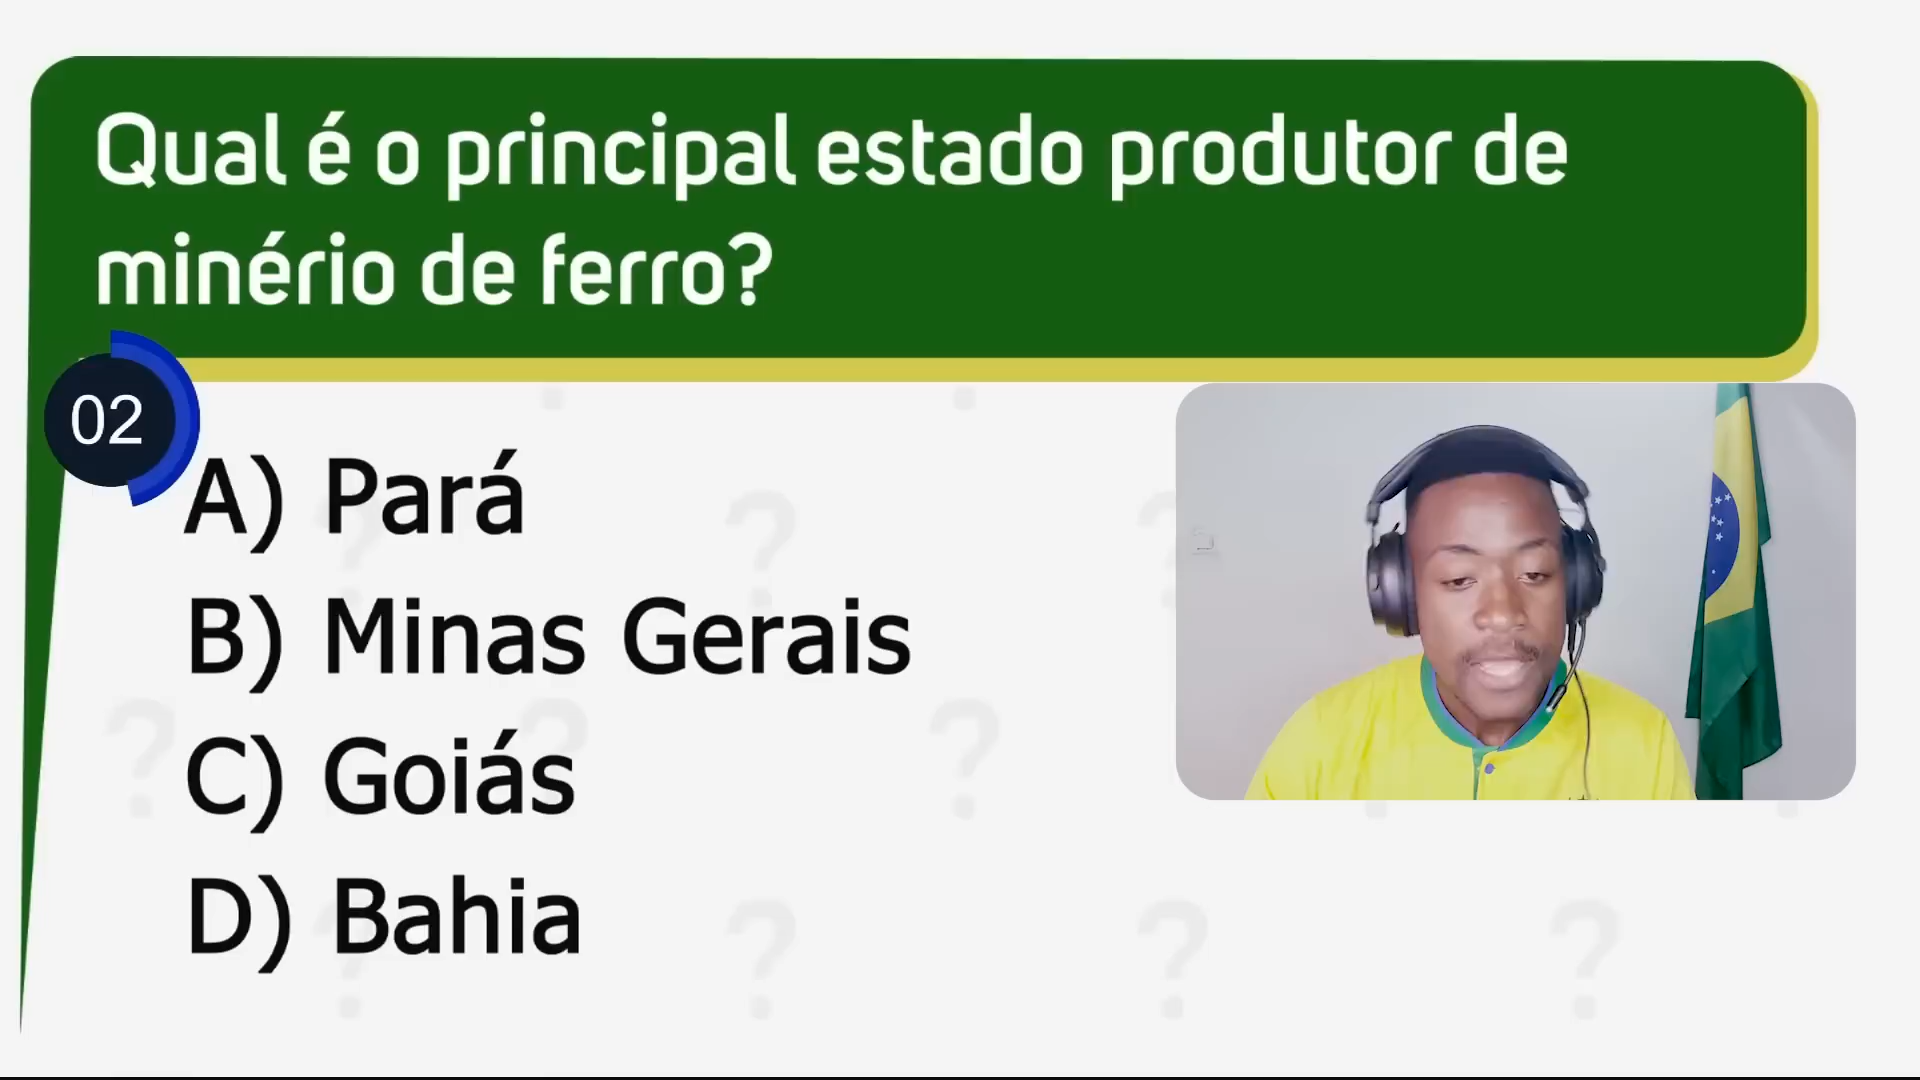 Qual é o principal estado produtor de
minério de ferro?
02
A) Pará
B) Minas Gerais
C) Goiás
D) Bahia